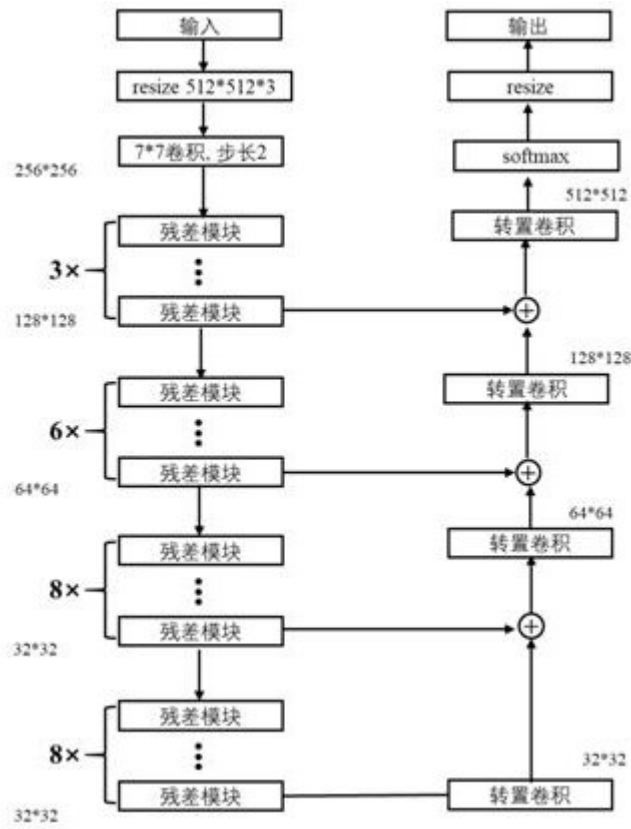 输入
resize 512*512*3
7*7卷积, 步长2
256*256
残差模块
3×
残差模块
128*128
残差模块
6×
残差模块
64*64
残差模块
8×
残差模块
32*32
残差模块
8×
残差模块
32*32
输出
resize
softmax
512*512
转置卷积
128*128
转置卷积
64*64
转置卷积
32*32
转置卷积